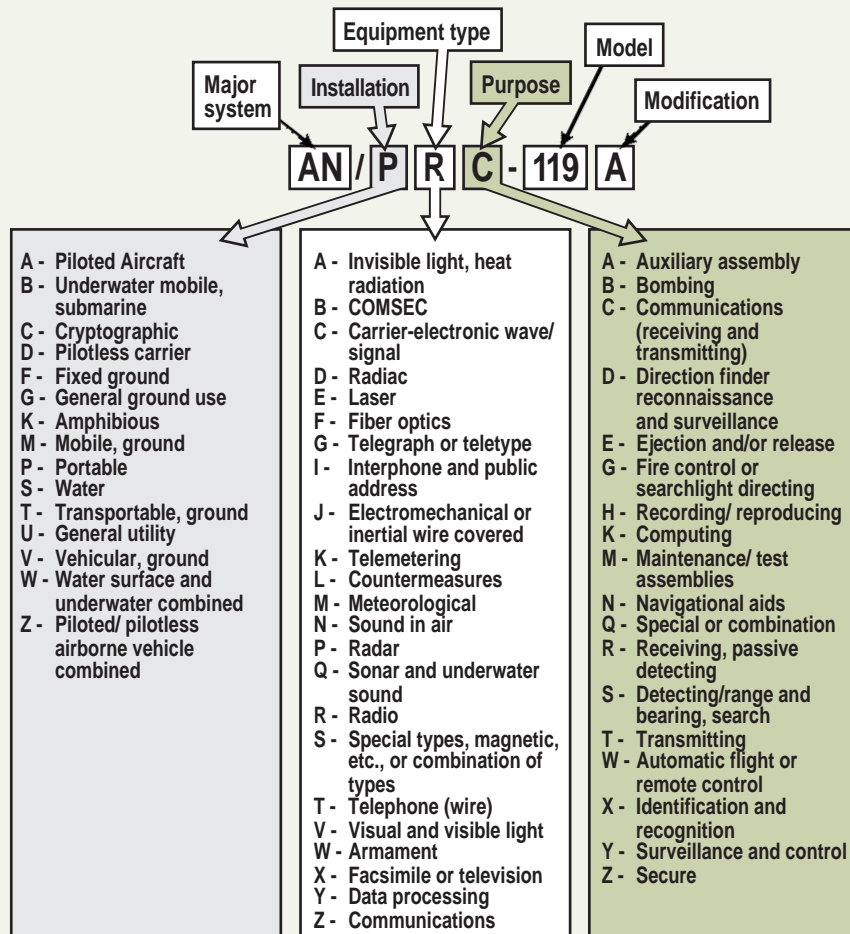 Equipment type
Model
Major
system
Installation
Purpose
Modification
AN / P R C - 119 A
A - Piloted Aircraft
B - Underwater mobile,
submarine
C - Cryptographic
D - Pilotless carrier
F - Fixed ground
G - General ground use
K - Amphibious
M - Mobile, ground
P - Portable
S - Water
T - Transportable, ground
U - General utility
V - Vehicular, ground
W - Water surface and
underwater combined
Z - Piloted/ pilotless
airborne vehicle
combined
A - Invisible light, heat
radiation
B - COMSEC
C - Carrier-electronic wave/
signal
D - Radiac
E - Laser
F - Fiber optics
G - Telegraph or teletype
I - Interphone and public
address
J - Electromechanical or
inertial wire covered
K - Telemetering
L - Countermeasures
M - Meteorological
N - Sound in air
P - Radar
Q - Sonar and underwater
sound
R - Radio
S - Special types, magnetic,
etc., or combination of
types
T - Telephone (wire)
V - Visual and visible light
W - Armament
X - Facsimile or television
Y - Data processing
Z - Communications
A - Auxiliary assembly
B - Bombing
C - Communications
(receiving and
transmitting)
D - Direction finder
reconnaissance
and surveillance
E - Ejection and/or release
G - Fire control or
searchlight directing
H - Recording/ reproducing
K - Computing
M - Maintenance/ test
assemblies
N - Navigational aids
Q - Special or combination
R - Receiving, passive
detecting
S - Detecting/range and
bearing, search
T - Transmitting
W - Automatic flight or
remote control
X - Identification and
recognition
Y - Surveillance and control
Z - Secure